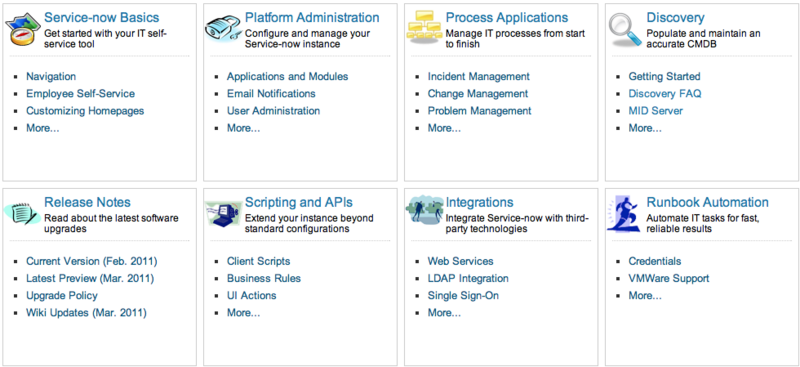 Service-now Basics
Get started with your IT self-
service tool
Navigation
Employee Self-Service
Customizing Homepages
More...
Platform Administration
Configure and manage your
Service-now instance
Applications and Modules
Email Notifications
User Administration
More...
Process Applications
Manage IT processes from start
to finish
Incident Management
Change Management
Problem Management
More...
Discovery
Populate and maintain an
accurate CMDB
Getting Started
Discovery FAQ
MID Server
More...
Release Notes
Read about the latest software
upgrades
Current Version (Feb. 2011)
Latest Preview (Mar. 2011)
Upgrade Policy
Wiki Updates (Mar. 2011)
Scripting and APIs
Extend your instance beyond
standard configurations
Client Scripts
Business Rules
UI Actions
More...
Integrations
Integrate Service-now with third-
party technologies
Web Services
LDAP Integration
Single Sign-On
More...
Runbook Automation
Automate IT tasks for fast,
reliable results
Credentials
VMWare Support
More...